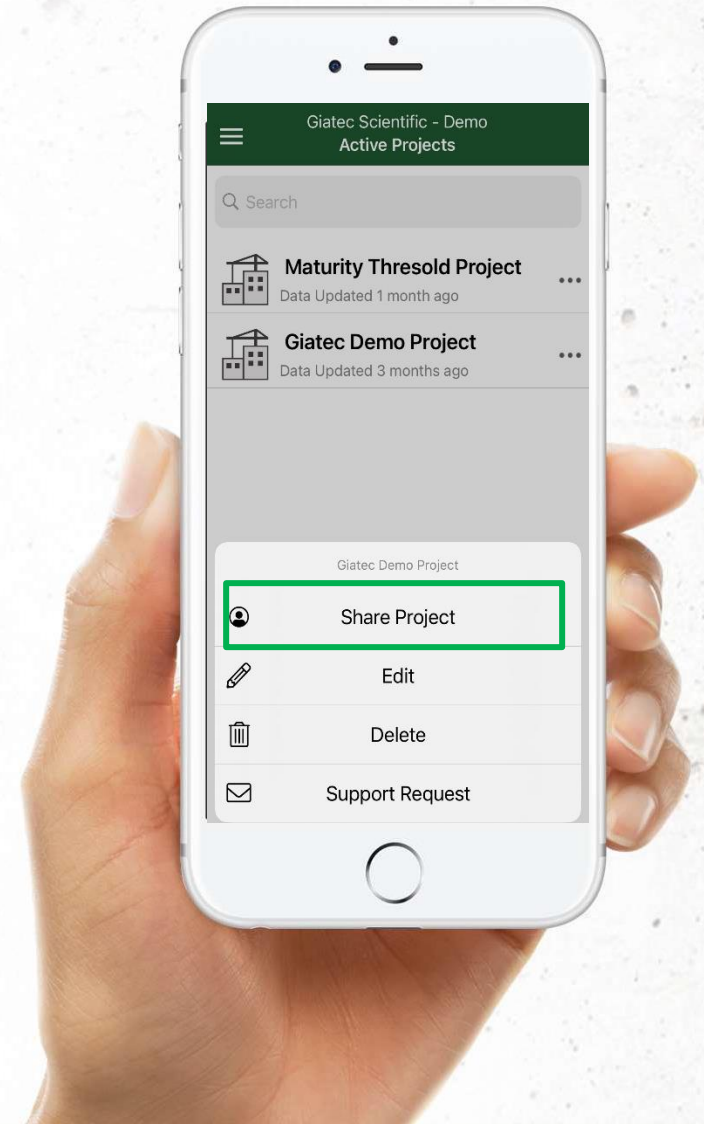 Giatec Scientific - Demo
Active Projects
Search
Maturity Thresold Project
Data Updated 1 month ago
Giatec Demo Project
Data Updated 3 months ago
Giatec Demo Project
Share Project
Edit
Delete
Support Request